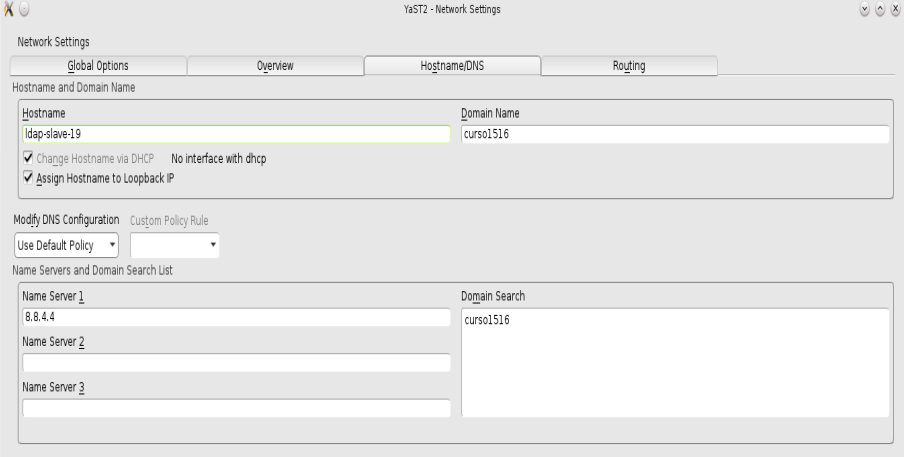 YaST2 - Network Settings
Network Settings
Global Options
Overview
Hostname/DNS
Routing
Hostname and Domain Name
Hostname
Domain Name
ldap-slave-19
curso1516
Change Hostname via DHCP
No interface with dhcp
Assign Hostname to Loopback IP
Modify DNS Configuration
Custom Policy Rule
Use Default Policy
Name Servers and Domain Search List
Name Server 1
Domain Search
8.8.4.4
curso1516
Name Server 2
Name Server 3